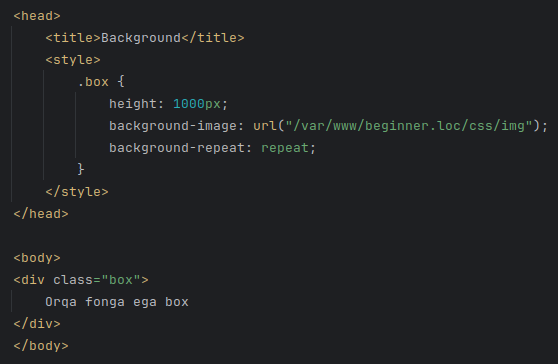 <head>
    <title>Background</title>
    <style>
        .box {
            height: 1000px;
            background-image: url("/var/www/beginner.loc/css/img");
            background-repeat: repeat;
        }
    </style>
</head>

<body>
<div class="box">
    Orqa fonga ega box
</div>
</body>